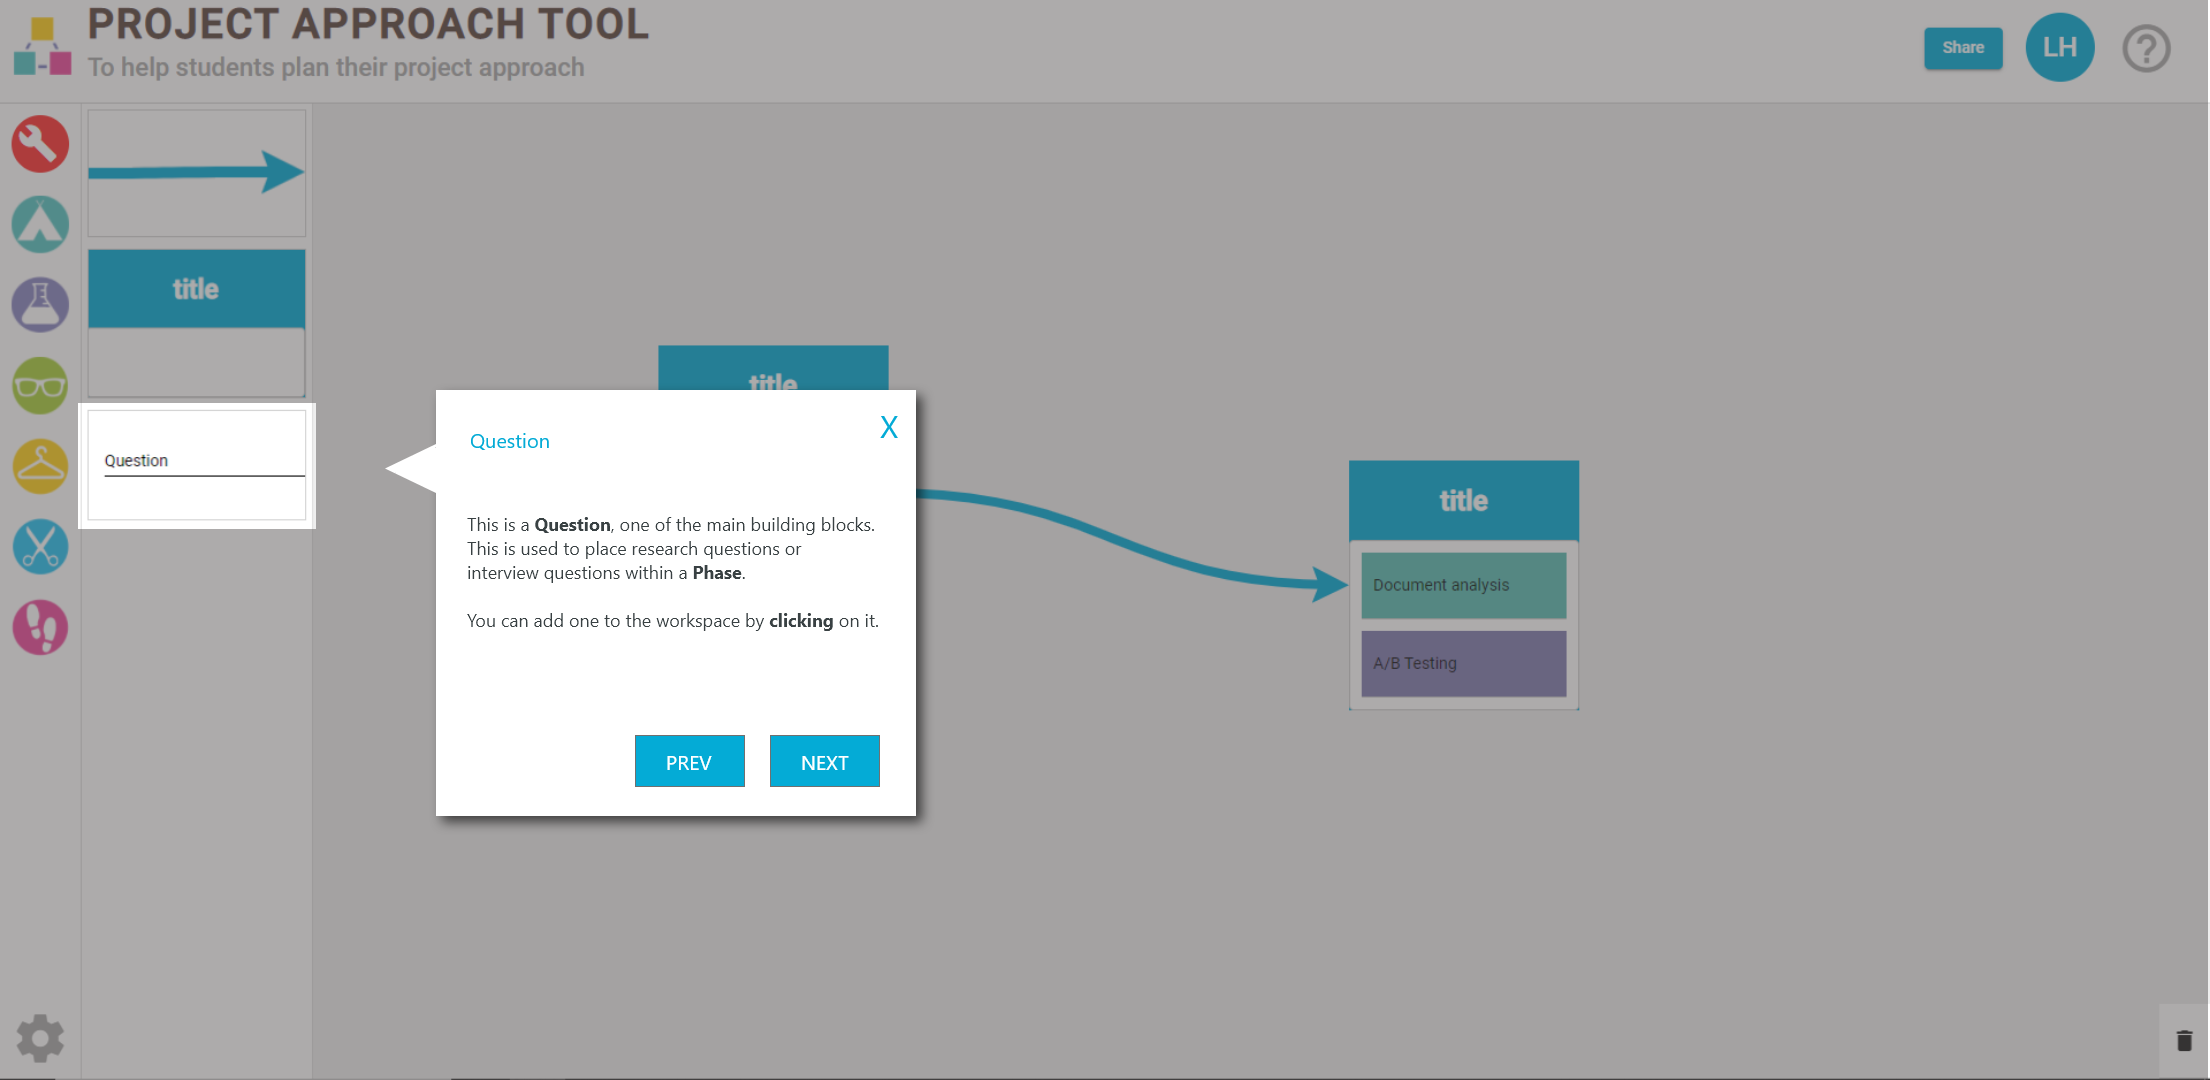 PROJECT APPROACH TOOL
To help students plan their project approach
Share
LH
?
title
Question
title
X
Question
This is a Question, one of the main building blocks.
This is used to place research questions or
interview questions within a Phase.
You can add one to the workspace by clicking on it.
PREV
NEXT
title
Document analysis
A/B Testing